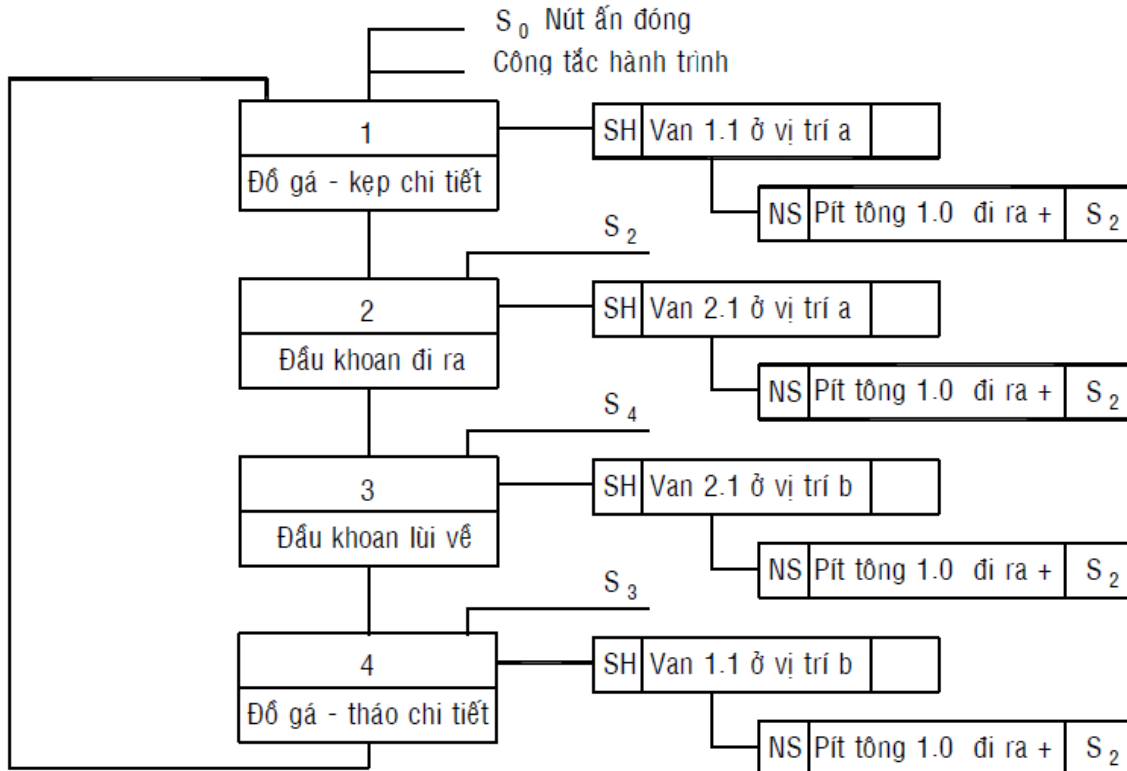 S0 Nút ấn đóng
Công tắc hành trình
1
Đồ gá - kẹp chi tiết
SH Van 1.1 ở vị trí a
NS Pít tông 1.0 đi ra + S2
S2
2
Đầu khoan đi ra
SH Van 2.1 ở vị trí a
NS Pít tông 1.0 đi ra + S2
S4
3
Đầu khoan lùi về
SH Van 2.1 ở vị trí b
NS Pít tông 1.0 đi ra + S2
S3
4
Đồ gá - tháo chi tiết
SH Van 1.1 ở vị trí b
NS Pít tông 1.0 đi ra + S2